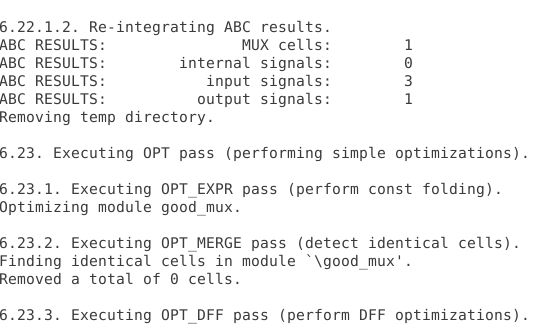 6.22.1.2. Re-integrating ABC results.
ABC RESULTS:               MUX cells:        1
ABC RESULTS:        internal signals:        0
ABC RESULTS:           input signals:        3
ABC RESULTS:          output signals:        1
Removing temp directory.

6.23. Executing OPT pass (performing simple optimizations).

6.23.1. Executing OPT_EXPR pass (perform const folding).
Optimizing module good_mux.

6.23.2. Executing OPT_MERGE pass (detect identical cells).
Finding identical cells in module `\good_mux'.
Removed a total of 0 cells.

6.23.3. Executing OPT_DFF pass (perform DFF optimizations).